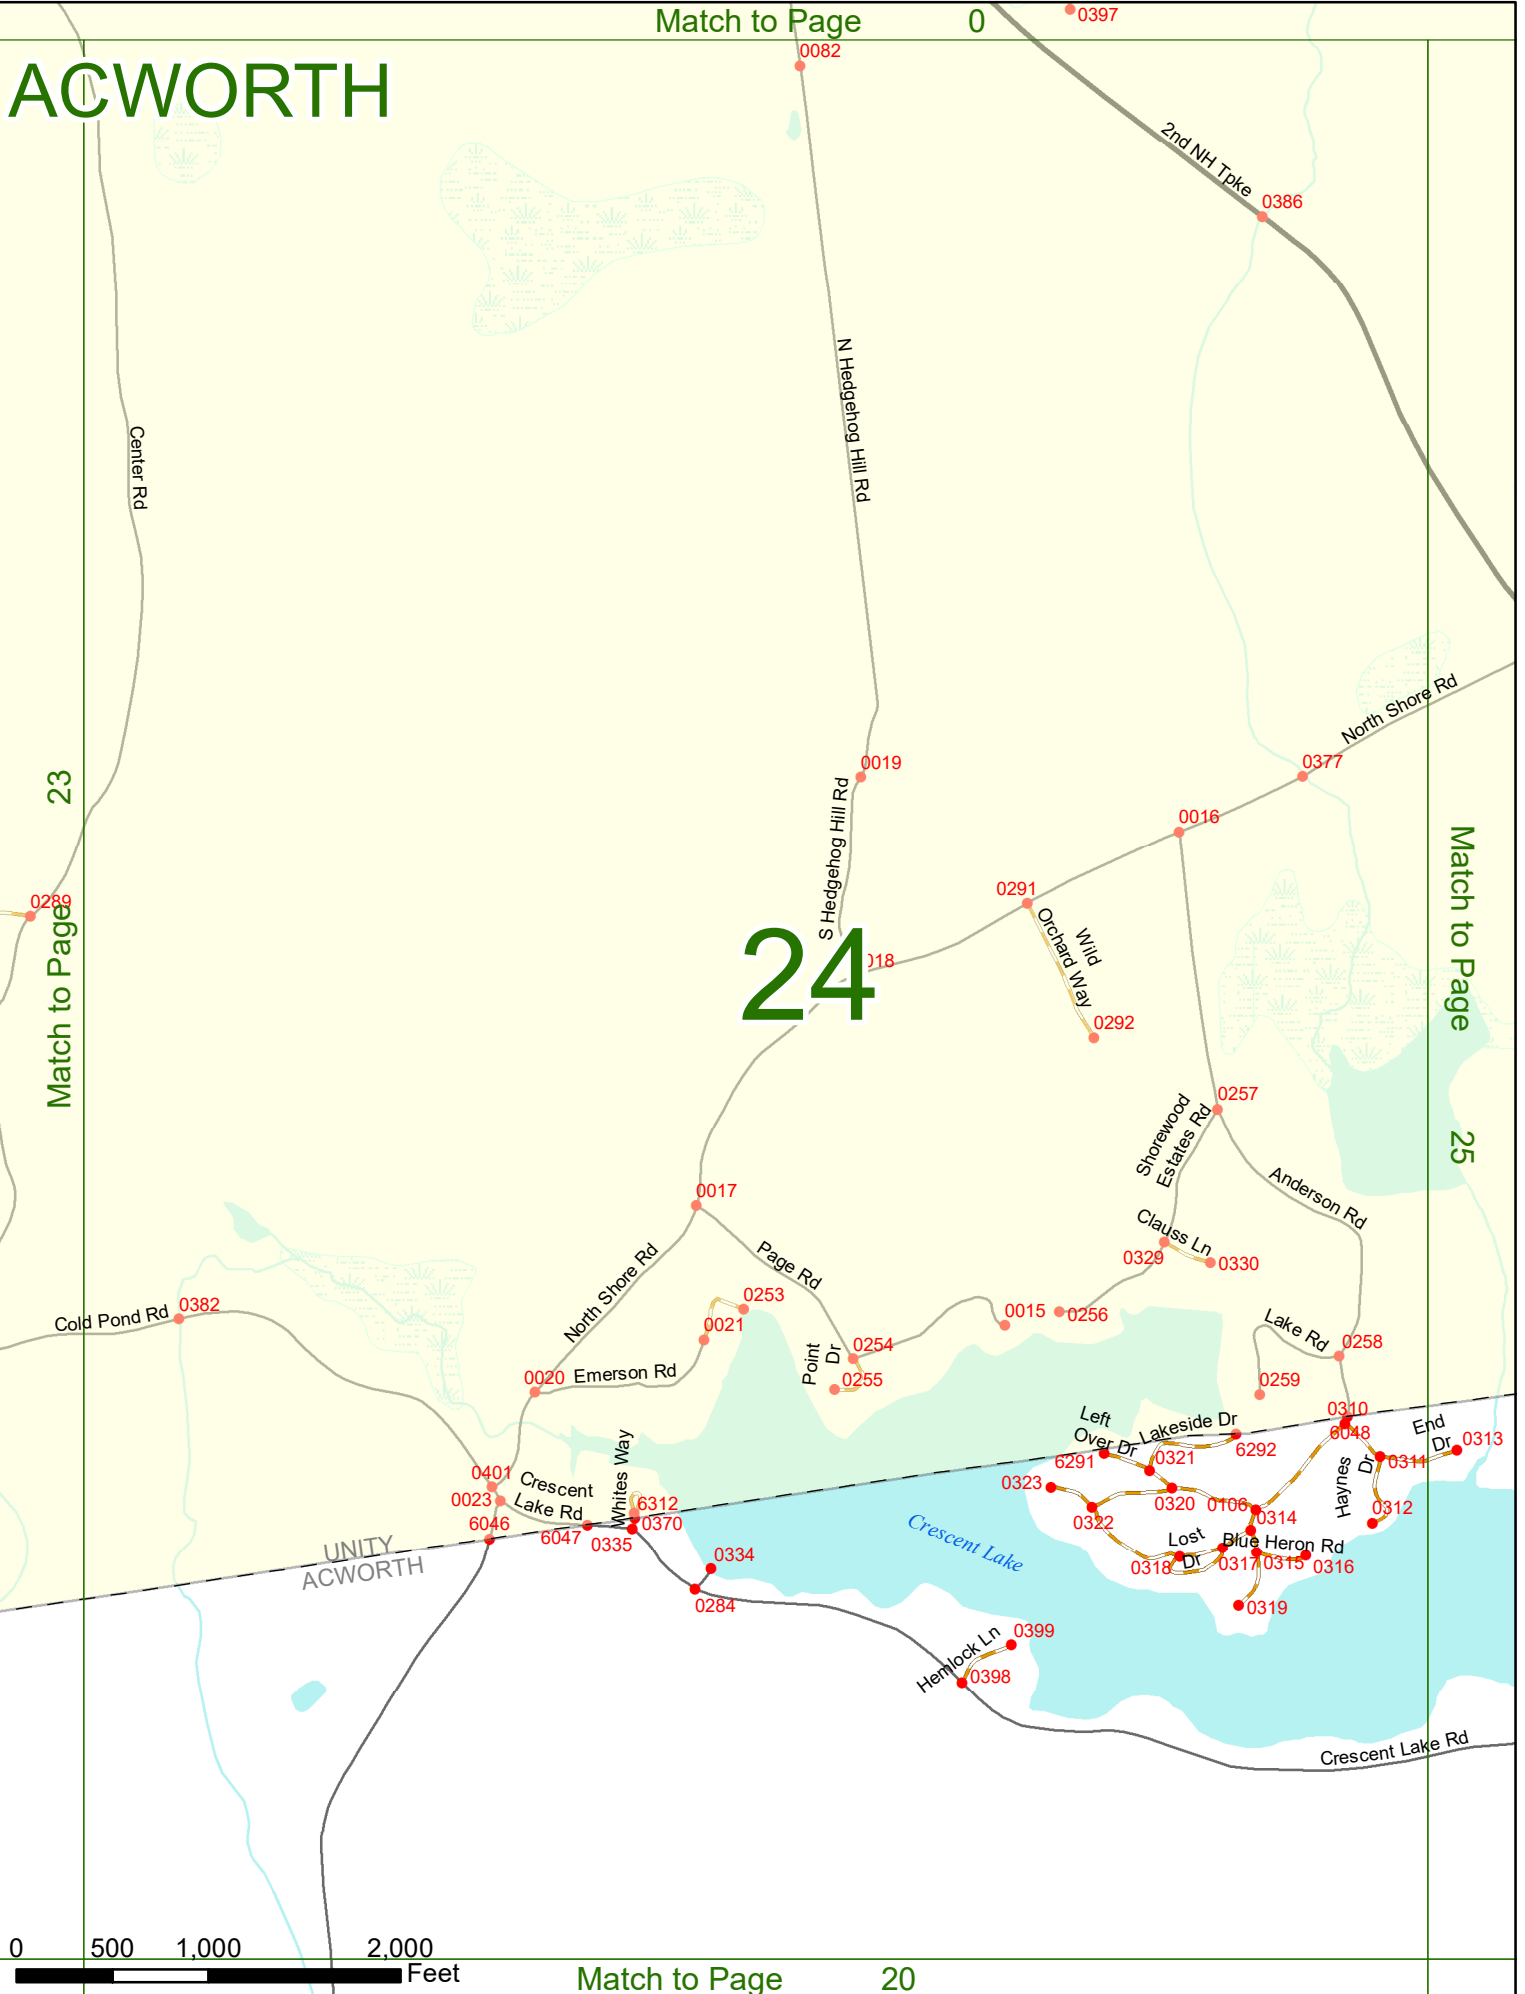 Match to Page 0
0397
0082
ACWORTH
2nd NH Tpke
0386
N Hedgehog Hill Rd
Center Rd
North Shore Rd
0377
0019
23
Match to Page
S Hedgehog Hill Rd
0016
Match to Page
25
0289
0291
Wild
Orchard Way
24
018
0292
0257
Shorewood
Estates Rd
Anderson Rd
0017
Clauss Ln
0329
0330
Page Rd
North Shore Rd
0253
0382
Cold Pond Rd
0021
0015
0256
Lake Rd
0258
Point
Dr
0254
0255
0259
0020
Emerson Rd
0310
6048
Left
Over Dr
Lakeside Dr
6292
End
Dr
0313
6291
0321
0311
Haynes
Dr
0401
Crescent
Lake Rd
0023
Whites Way
6312
0370
0323
0320
0106
0314
0312
0322
6046
6047
0335
Crescent Lake
Lost
Dr
Blue Heron Rd
0318
0317
0315
0316
UNITY
ACWORTH
0334
0284
0319
0399
Hemlock Ln
0398
Crescent Lake Rd
0 500 1,000 2,000
Feet
Match to Page 20